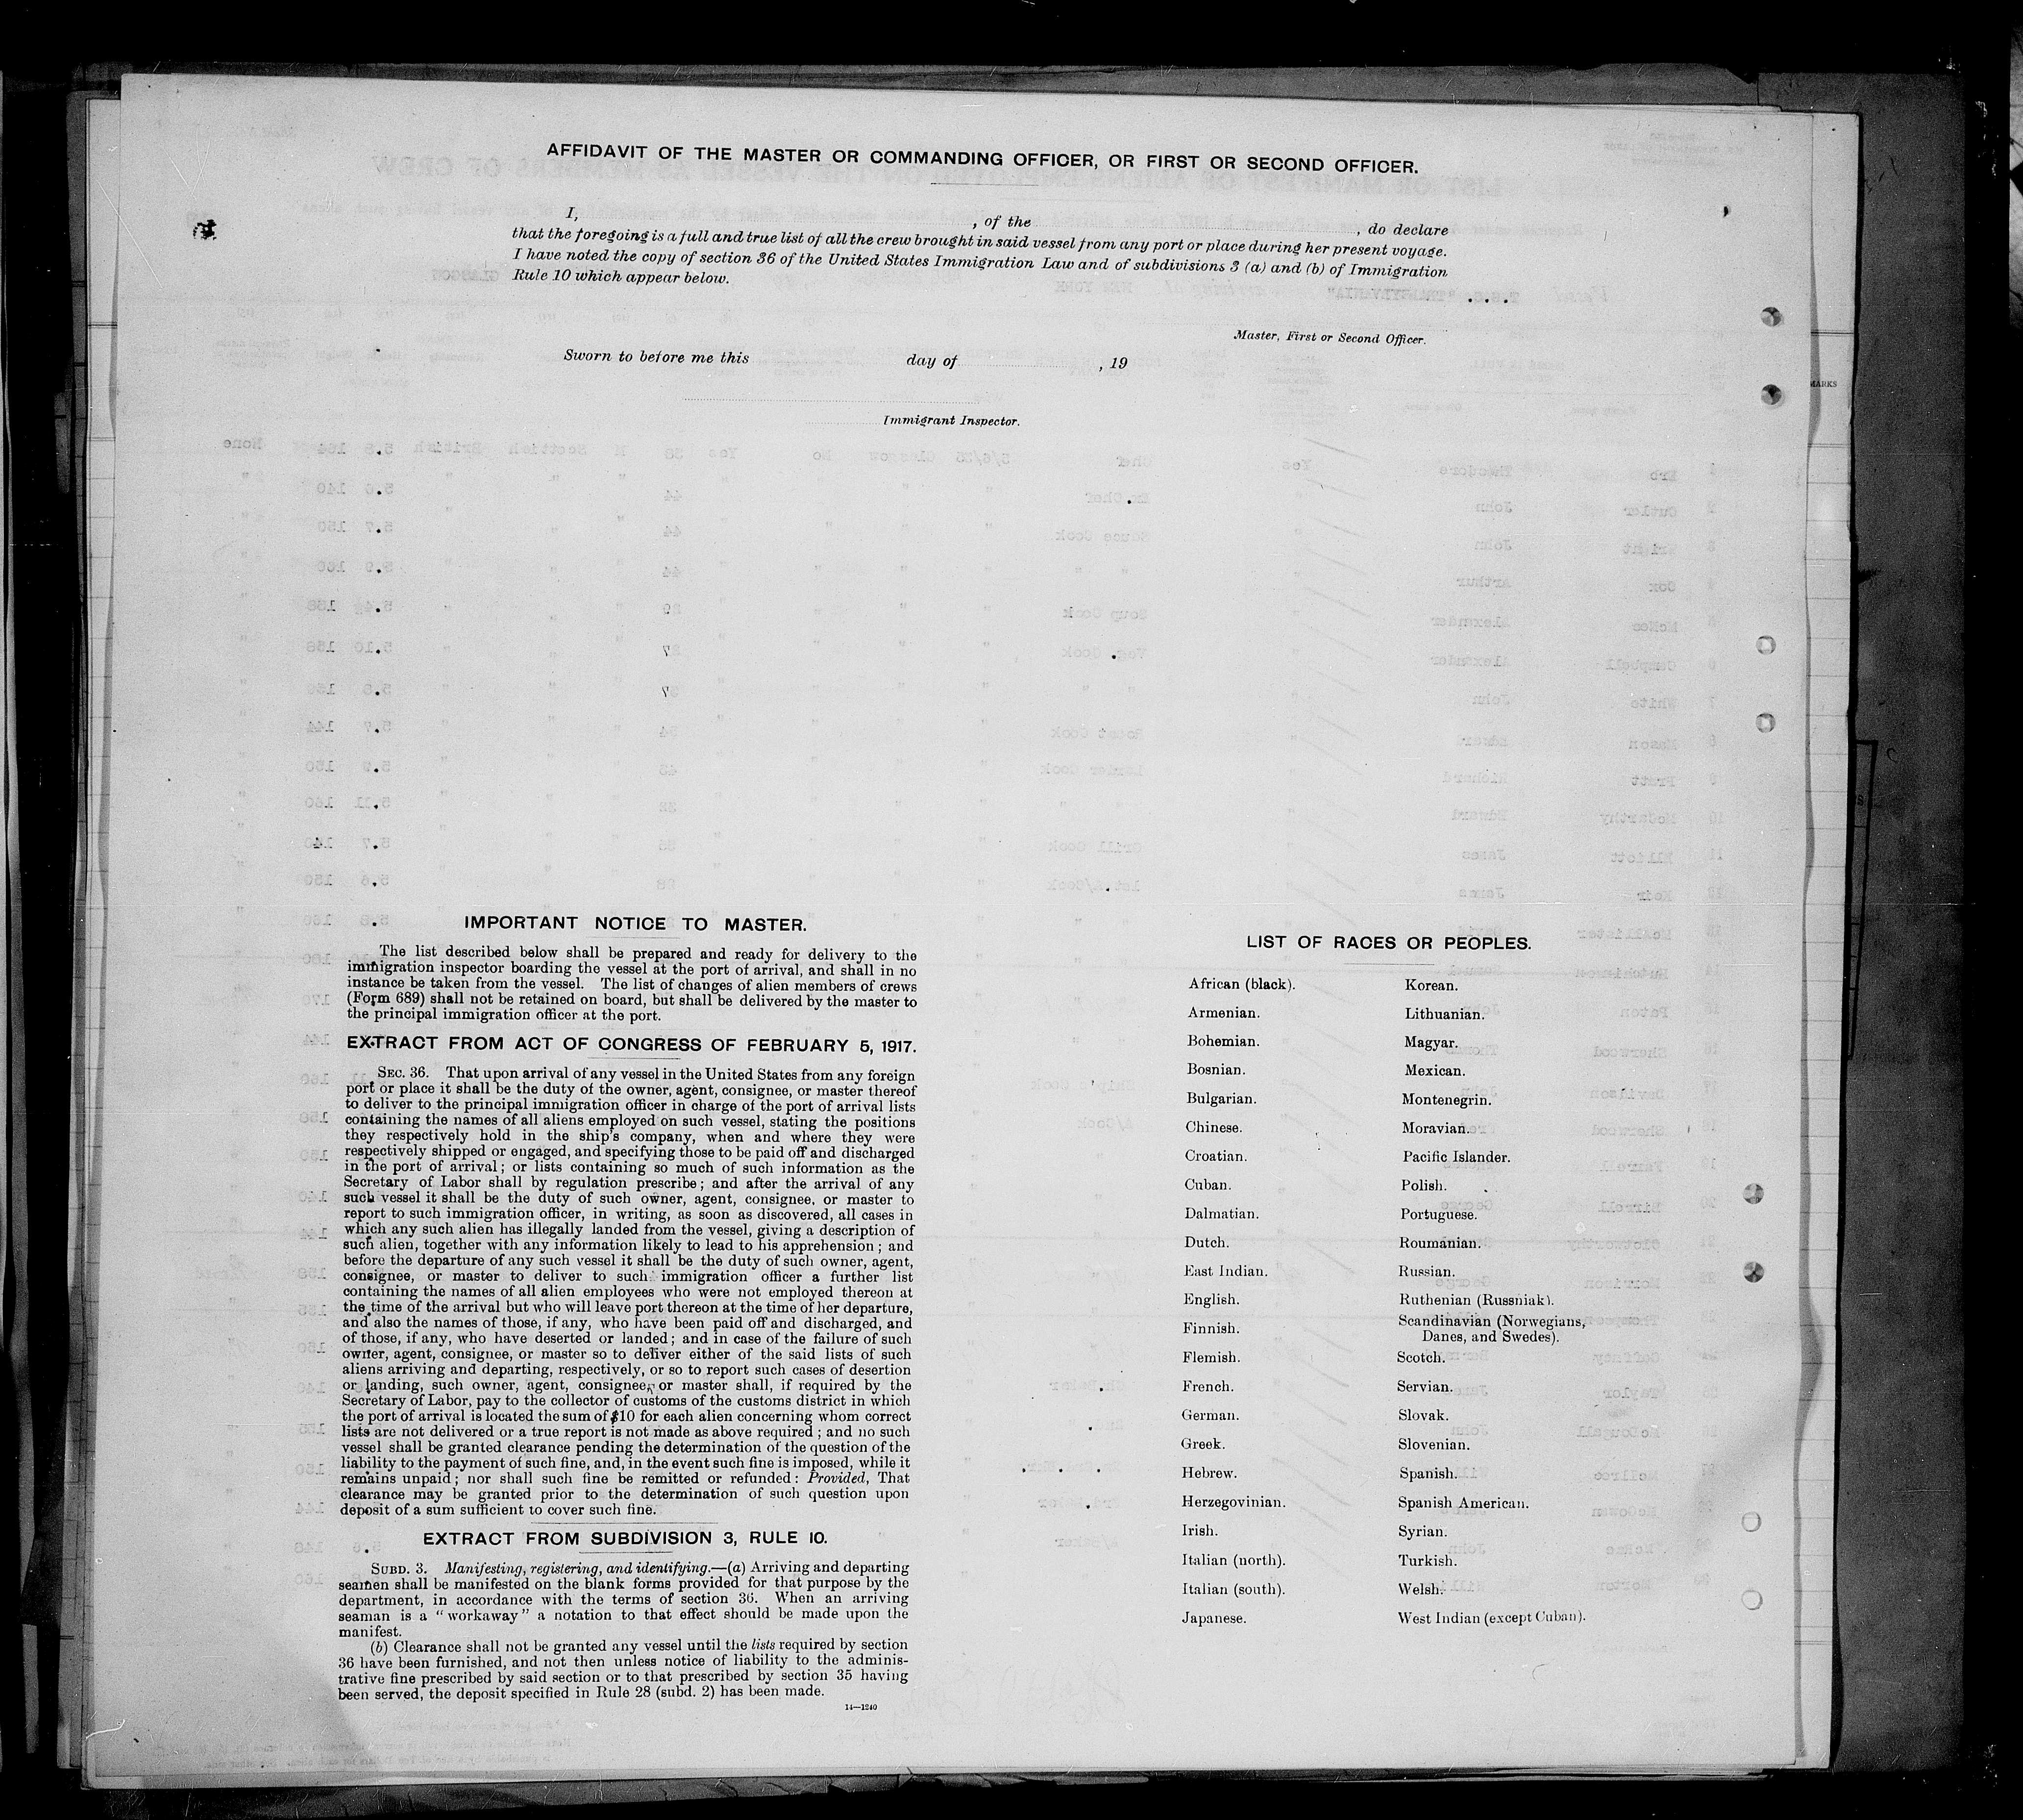 AFFIDAVIT OF THE MASTER OR COMMANDING OFFICER, OR FIRST OR SECOND OFFICER.
I, , of the , do declare
that the foregoing is a full and true list of all the crew brought in said vessel from any port or place during her present voyage.
I have noted the copy of section 36 of the United States Immigration Law and of subdivisions 3 (a) and (b) of Immigration
Rule 10 which appear below.
Master, First or Second Officer.
Sworn to before me this day of , 19
Immigrant Inspector.
IMPORTANT NOTICE TO MASTER.
The list described below shall be prepared and ready for delivery to the
immigration inspector boarding the vessel at the port of arrival, and shall in no
instance be taken from the vessel. The list of changes of alien members of crews
(Form 689) shall not be retained on board, but shall be delivered by the master to
the principal immigration officer at the port.
EXTRACT FROM ACT OF CONGRESS OF FEBRUARY 5, 1917.
SEC. 36. That upon arrival of any vessel in the United States from any foreign
port or place it shall be the duty of the owner, agent, consignee, or master thereof
to deliver to the principal immigration officer in charge of the port of arrival lists
containing the names of all aliens employed on such vessel, stating the positions
they respectively hold in the ship's company, when and where they were
respectively shipped or engaged, and specifying those to be paid off and discharged
in the port of arrival; or lists containing so much of such information as the
Secretary of Labor shall by regulation prescribe; and after the arrival of any
such vessel it shall be the duty of such owner, agent, consignee, or master to
report to such immigration officer, in writing, as soon as discovered, all cases in
which any such alien has illegally landed from the vessel, giving a description of
such alien, together with any information likely to lead to his apprehension; and
before the departure of any such vessel it shall be the duty of such owner, agent,
consignee, or master to deliver to such immigration officer a further list
containing the names of all alien employees who were not employed thereon at
the time of the arrival but who will leave port thereon at the time of her departure,
and also the names of those, if any, who have been paid off and discharged, and
of those, if any, who have deserted or landed; and in case of the failure of such
owner, agent, consignee, or master so to deliver either of the said lists of such
aliens arriving and departing, respectively, or so to report such cases of desertion
or landing, such owner, agent, consignee, or master shall, if required by the
Secretary of Labor, pay to the collector of customs of the customs district in which
the port of arrival is located the sum of $10 for each alien concerning whom correct
lists are not delivered or a true report is not made as above required; and no such
vessel shall be granted clearance pending the determination of the question of the
liability to the payment of such fine, and, in the event such fine is imposed, while it
remains unpaid; nor shall such fine be remitted or refunded: Provided, That
clearance may be granted prior to the determination of such question upon
deposit of a sum sufficient to cover such fine.
EXTRACT FROM SUBDIVISION 3, RULE 10.
SUBD. 3. Manifesting, registering, and identifying.—(a) Arriving and departing
seamen shall be manifested on the blank forms provided for that purpose by the
department, in accordance with the terms of section 36. When an arriving
seaman is a "workaway" a notation to that effect should be made upon the
manifest.
(b) Clearance shall not be granted any vessel until the lists required by section
36 have been furnished, and not then unless notice of liability to the adminis-
trative fine prescribed by said section or to that prescribed by section 35 having
been served, the deposit specified in Rule 28 (subd. 2) has been made.
14—1240
LIST OF RACES OR PEOPLES.
African (black).
Armenian.
Bohemian.
Bosnian.
Bulgarian.
Chinese.
Croatian.
Cuban.
Dalmatian.
Dutch.
East Indian.
English.
Finnish.
Flemish.
French.
German.
Greek.
Hebrew.
Herzegovinian.
Irish.
Italian (north).
Italian (south).
Japanese.
Korean.
Lithuanian.
Magyar.
Mexican.
Montenegrin.
Moravian.
Pacific Islander.
Polish.
Portuguese.
Roumanian.
Russian.
Ruthenian (Russniak).
Scandinavian (Norwegians,
Danes, and Swedes).
Scotch.
Servian.
Slovak.
Slovenian.
Spanish.
Spanish American.
Syrian.
Turkish.
Welsh.
West Indian (except Cuban).